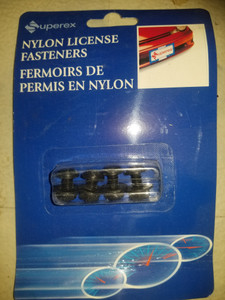 Superex
NYLON LICENSE
FASTENERS
FERMOIRS DE
PERMIS EN NYLON